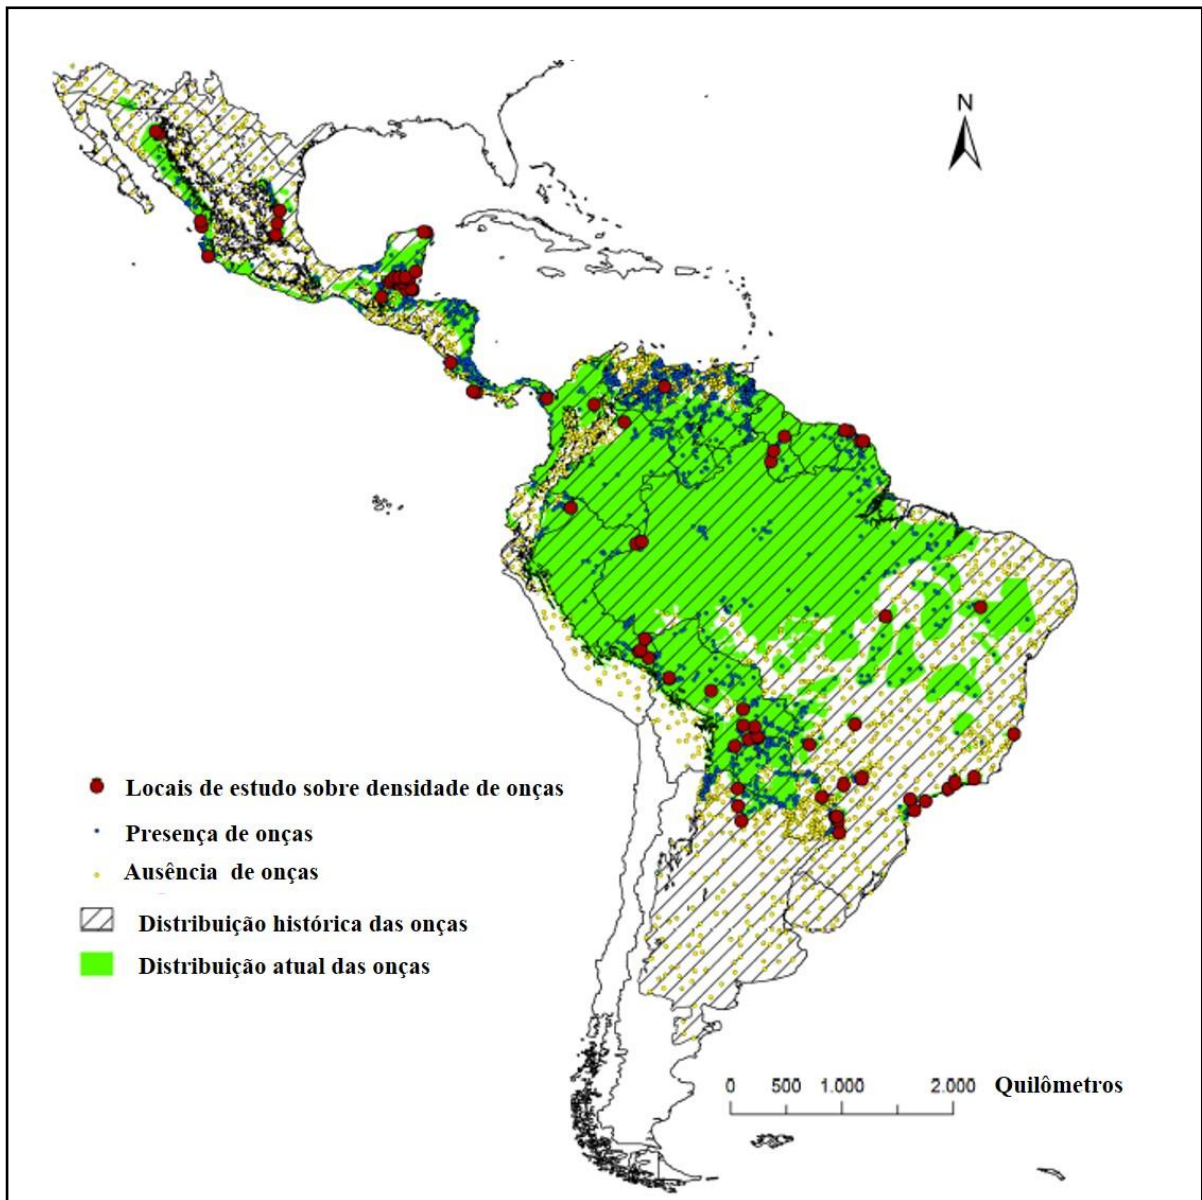 N
Locais de estudo sobre densidade de onças
Presença de onças
Ausência de onças
Distribuição histórica das onças
Distribuição atual das onças
0 500 1.000 2.000 Quilômetros